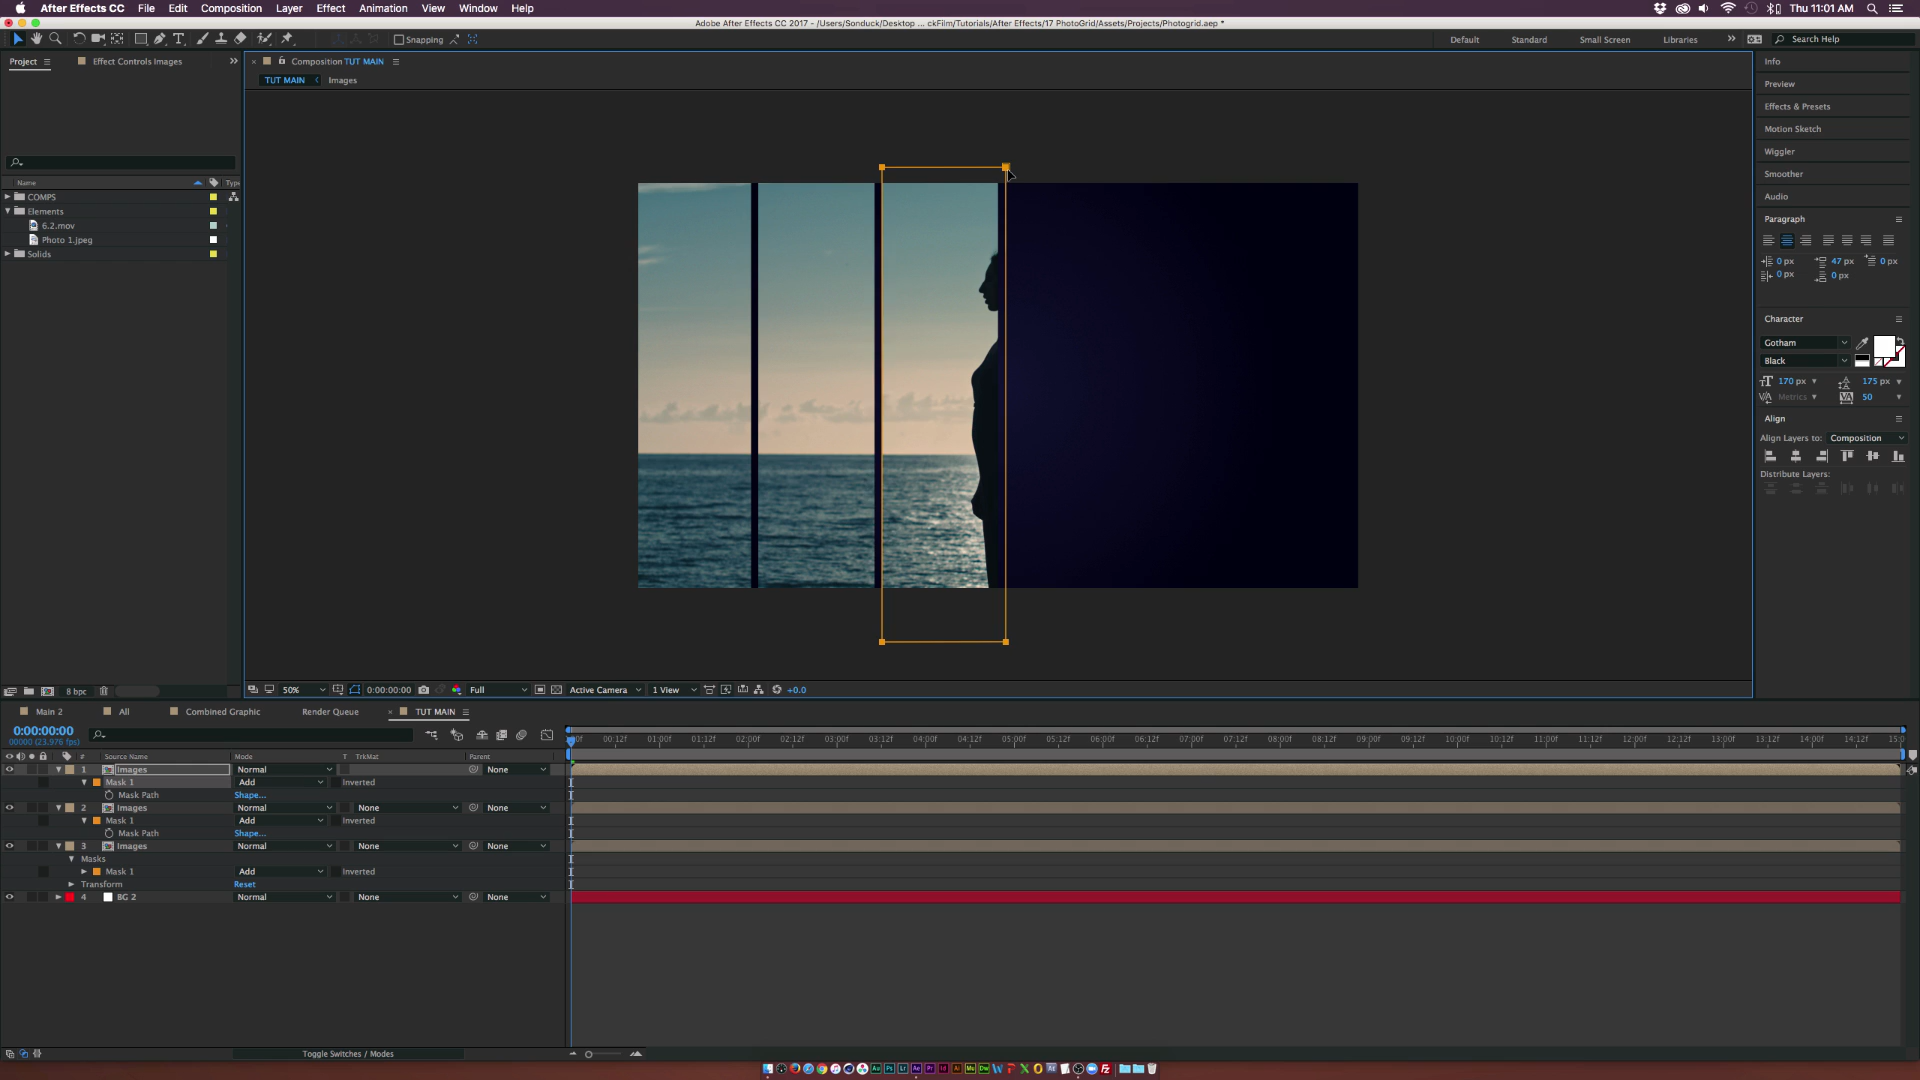 After Effects CC File Edit Composition Layer Effect Animation View Window Help Thu 11:01 AM
Adobe After Effects CC 2017 - /Users/Sonduck/Desktop ... ckFilm/Tutorials/After Effects/17 PhotoGrid/Assets/Projects/Photogrid.aep *
Snapping Default Standard Small Screen Libraries Search Help
Project Effect Controls Images Composition TUT MAIN Info
TUT MAIN Images
Preview
Effects & Presets
Motion Sketch
Wiggler
Smoother
Audio
Name Type
COMPS
Elements
6.2.mov
Photo 1.jpeg
Solids
Paragraph
0 px 47 px 0 px
0 px 0 px
Character
Gotham
Black
170 px 175 px
Metrics 50
Align
Align Layers to: Composition
Distribute Layers:
8 bpc 50% 0:00:00:00 Full Active Camera 1 View +0.0
Main 2 All Combined Graphic Render Queue TUT MAIN
0:00:00:00
00000 (23.976 fps)
00f 00:12f 01:00f 01:12f 02:00f 02:12f 03:00f 03:12f 04:00f 04:12f 05:00f 05:12f 06:00f 06:12f 07:00f 07:12f 08:00f 08:12f 09:00f 09:12f 10:00f 10:12f 11:00f 11:12f 12:00f 12:12f 13:00f 13:12f 14:00f 14:12f 15:0
# Source Name Mode T TrkMat Parent
1 Images Normal None
Mask 1 Add Inverted
Mask Path Shape...
2 Images Normal None None
Mask 1 Add Inverted
Mask Path Shape...
3 Images Normal None None
Masks
Mask 1 Add Inverted
Transform Reset
4 BG 2 Normal None None
Toggle Switches / Modes